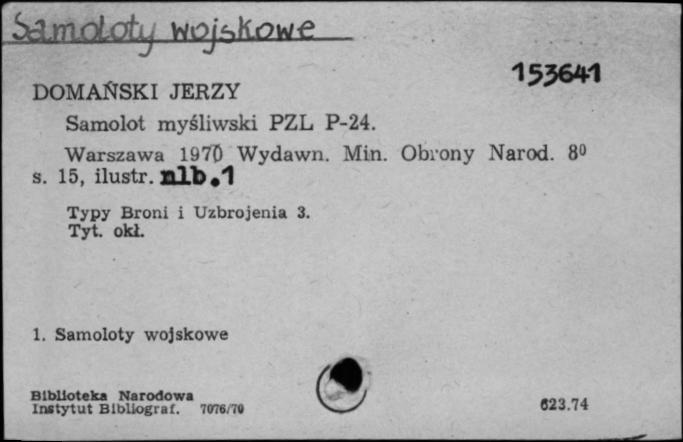 Samoloty wojskowe
153641
DOMAŃSKI JERZY
Samolot myśliwski PZL P-24.
Warszawa 1970 Wydawn. Min. Obrony Narod. 8⁰
s. 15, ilustr. nlb.1
Typy Broni i Uzbrojenia 3.
Tyt. okł.
1. Samoloty wojskowe
Biblioteka Narodowa
Instytut Bibliograf. 7076/70
623.74